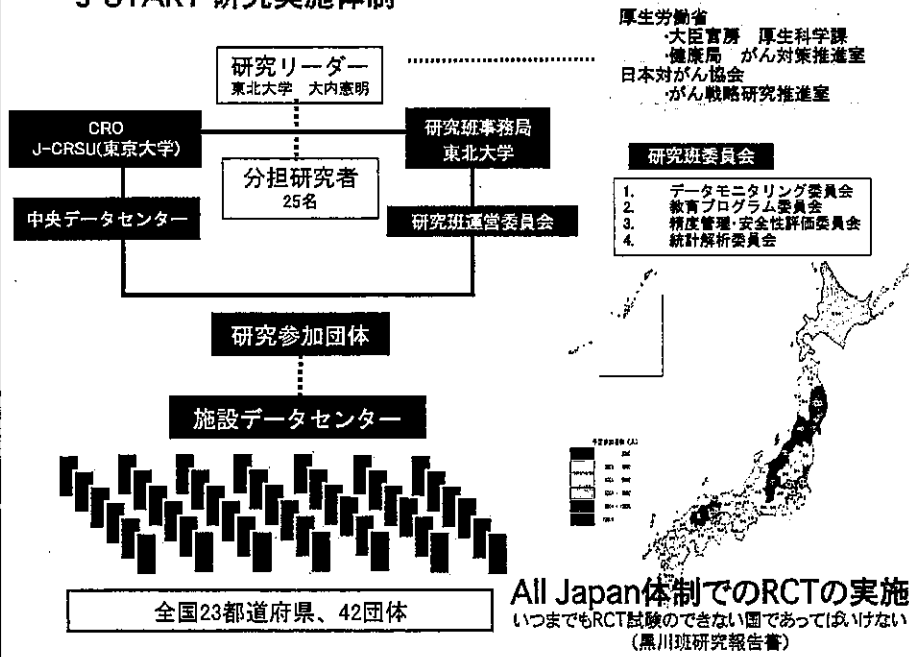 J-START 研究実施体制
厚生労働省
・大臣官房 厚生科学課
・健康局 がん対策推進室
日本対がん協会
・がん戦略研究推進室
研究リーダー
東北大学 大内憲明
CRO
J-CRSU(東京大学)
研究班事務局
東北大学
分担研究者
25名
中央データセンター
研究班運営委員会
研究班委員会
1. データモニタリング委員会
2. 教育プログラム委員会
3. 精度管理・安全性評価委員会
4. 統計解析委員会
研究参加団体
施設データセンター
全国23都道府県、42団体
All Japan体制でのRCTの実施
いつまでもRCT試験のできない国であってはいけない
(黒川班研究報告書)